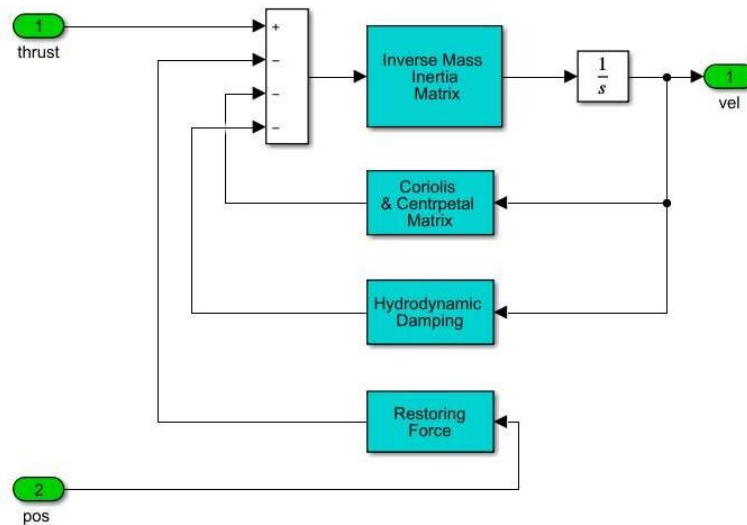 1
thrust
+
−
−
−
Inverse Mass
Inertia
Matrix
1
s
1
vel
Coriolis
& Centrpetal
Matrix
Hydrodynamic
Damping
Restoring
Force
2
pos